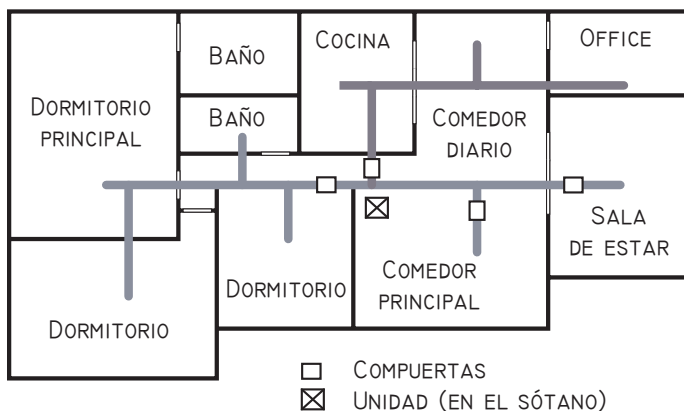 BAÑO
COCINA
OFFICE
DORMITORIO
PRINCIPAL
BAÑO
COMEDOR
DIARIO
SALA
DE ESTAR
DORMITORIO
COMEDOR
PRINCIPAL
DORMITORIO
COMPUERTAS
UNIDAD (EN EL SÓTANO)